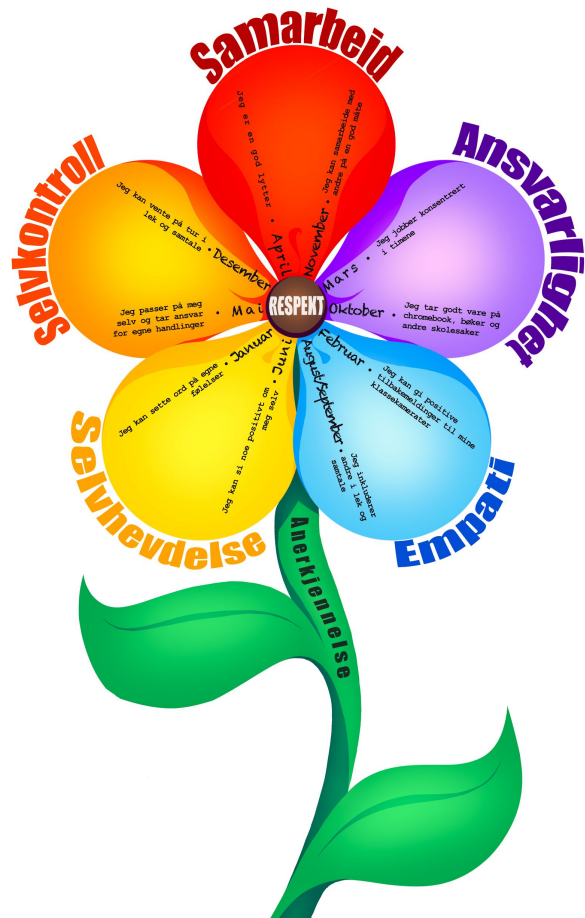 Samarbeid
Jeg er en god lytter • April
November • Jeg kan samarbeide med
andre på en god måte
Ansvarlighet
Mars • Jeg jobber konsentrert
i timene
Oktober • Jeg tar godt vare på
chromebook, bøker og
andre skolesaker
Empati
Februar • Jeg kan gi positive
tilbakemeldinger til mine
klassekamerater
August/september • Jeg inkluderer
andre i lek og
samtale
Selvhevdelse
Jeg kan si noe positivt om
meg selv • Juni
Jeg kan sette ord på egne
følelser • Januar
Selvkontroll
Jeg passer på meg
selv og tar ansvar
for egne handlinger • Mai
Jeg kan vente på tur i
lek og samtale • Desember
RESPEKT
Anerkjennelse